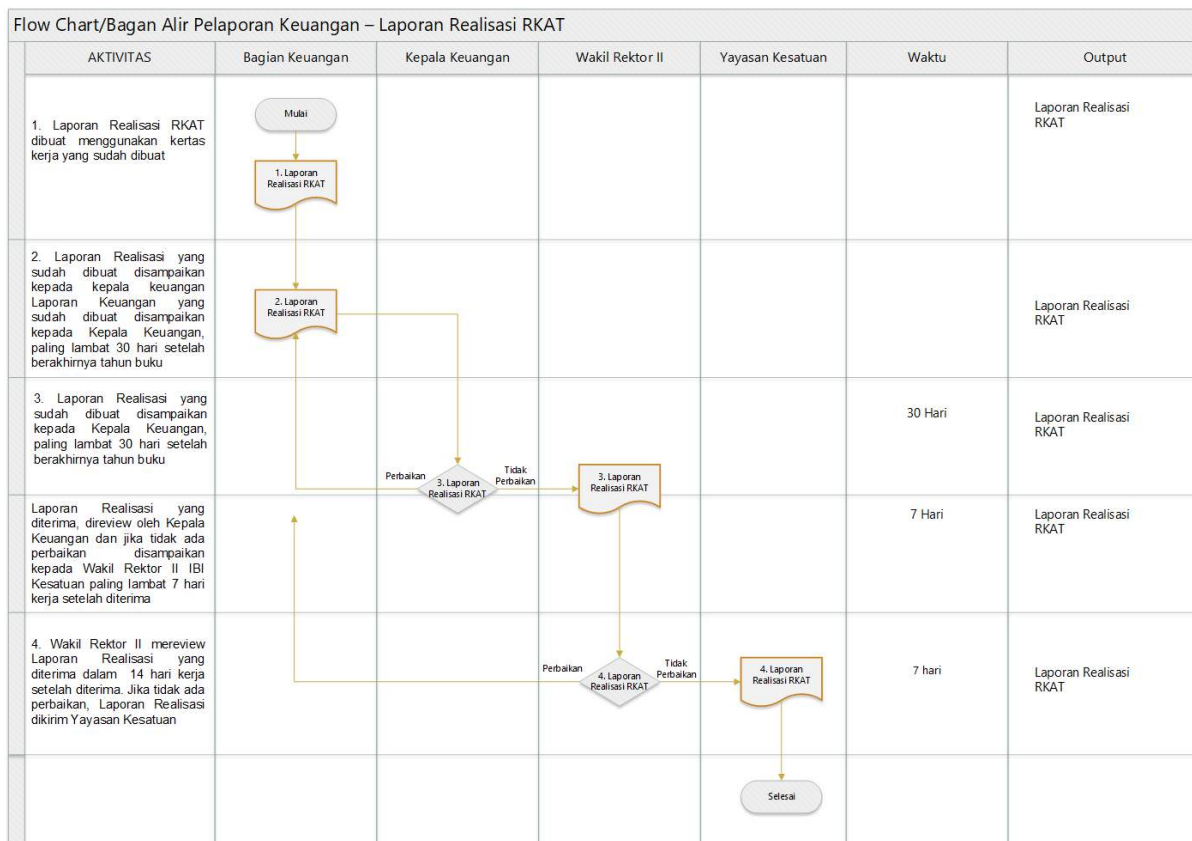 Flow Chart/Bagan Alir Pelaporan Keuangan – Laporan Realisasi RKAT
AKTIVITAS
Bagian Keuangan
Kepala Keuangan
Wakil Rektor II
Yayasan Kesatuan
Waktu
Output
1. Laporan Realisasi RKAT
dibuat menggunakan kertas
kerja yang sudah dibuat
Mulai
1. Laporan
Realisasi RKAT
Laporan Realisasi
RKAT
2. Laporan Realisasi yang
sudah dibuat disampaikan
kepada kepala keuangan
Laporan Keuangan yang
sudah dibuat disampaikan
kepada Kepala Keuangan,
paling lambat 30 hari setelah
berakhirnya tahun buku
2. Laporan
Realisasi RKAT
Laporan Realisasi
RKAT
3. Laporan Realisasi yang
sudah dibuat disampaikan
kepada Kepala Keuangan,
paling lambat 30 hari setelah
berakhirnya tahun buku
Perbaikan
3. Laporan
Realisasi RKAT
Tidak
Perbaikan
3. Laporan
Realisasi RKAT
30 Hari
Laporan Realisasi
RKAT
Laporan Realisasi yang
diterima, direview oleh Kepala
Keuangan dan jika tidak ada
perbaikan disampaikan
kepada Wakil Rektor II IBI
Kesatuan paling lambat 7 hari
kerja setelah diterima
7 Hari
Laporan Realisasi
RKAT
4. Wakil Rektor II mereview
Laporan Realisasi yang
diterima dalam 14 hari kerja
setelah diterima. Jika tidak ada
perbaikan, Laporan Realisasi
dikirim Yayasan Kesatuan
Perbaikan
4. Laporan
Realisasi RKAT
Tidak
Perbaikan
4. Laporan
Realisasi RKAT
7 hari
Laporan Realisasi
RKAT
Selesai